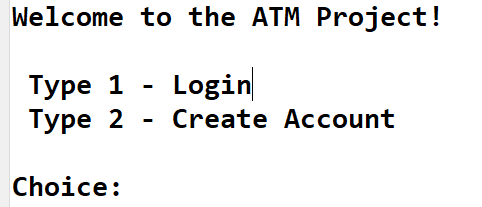 Welcome to the ATM Project!
Type 1 - Login
Type 2 - Create Account
Choice: